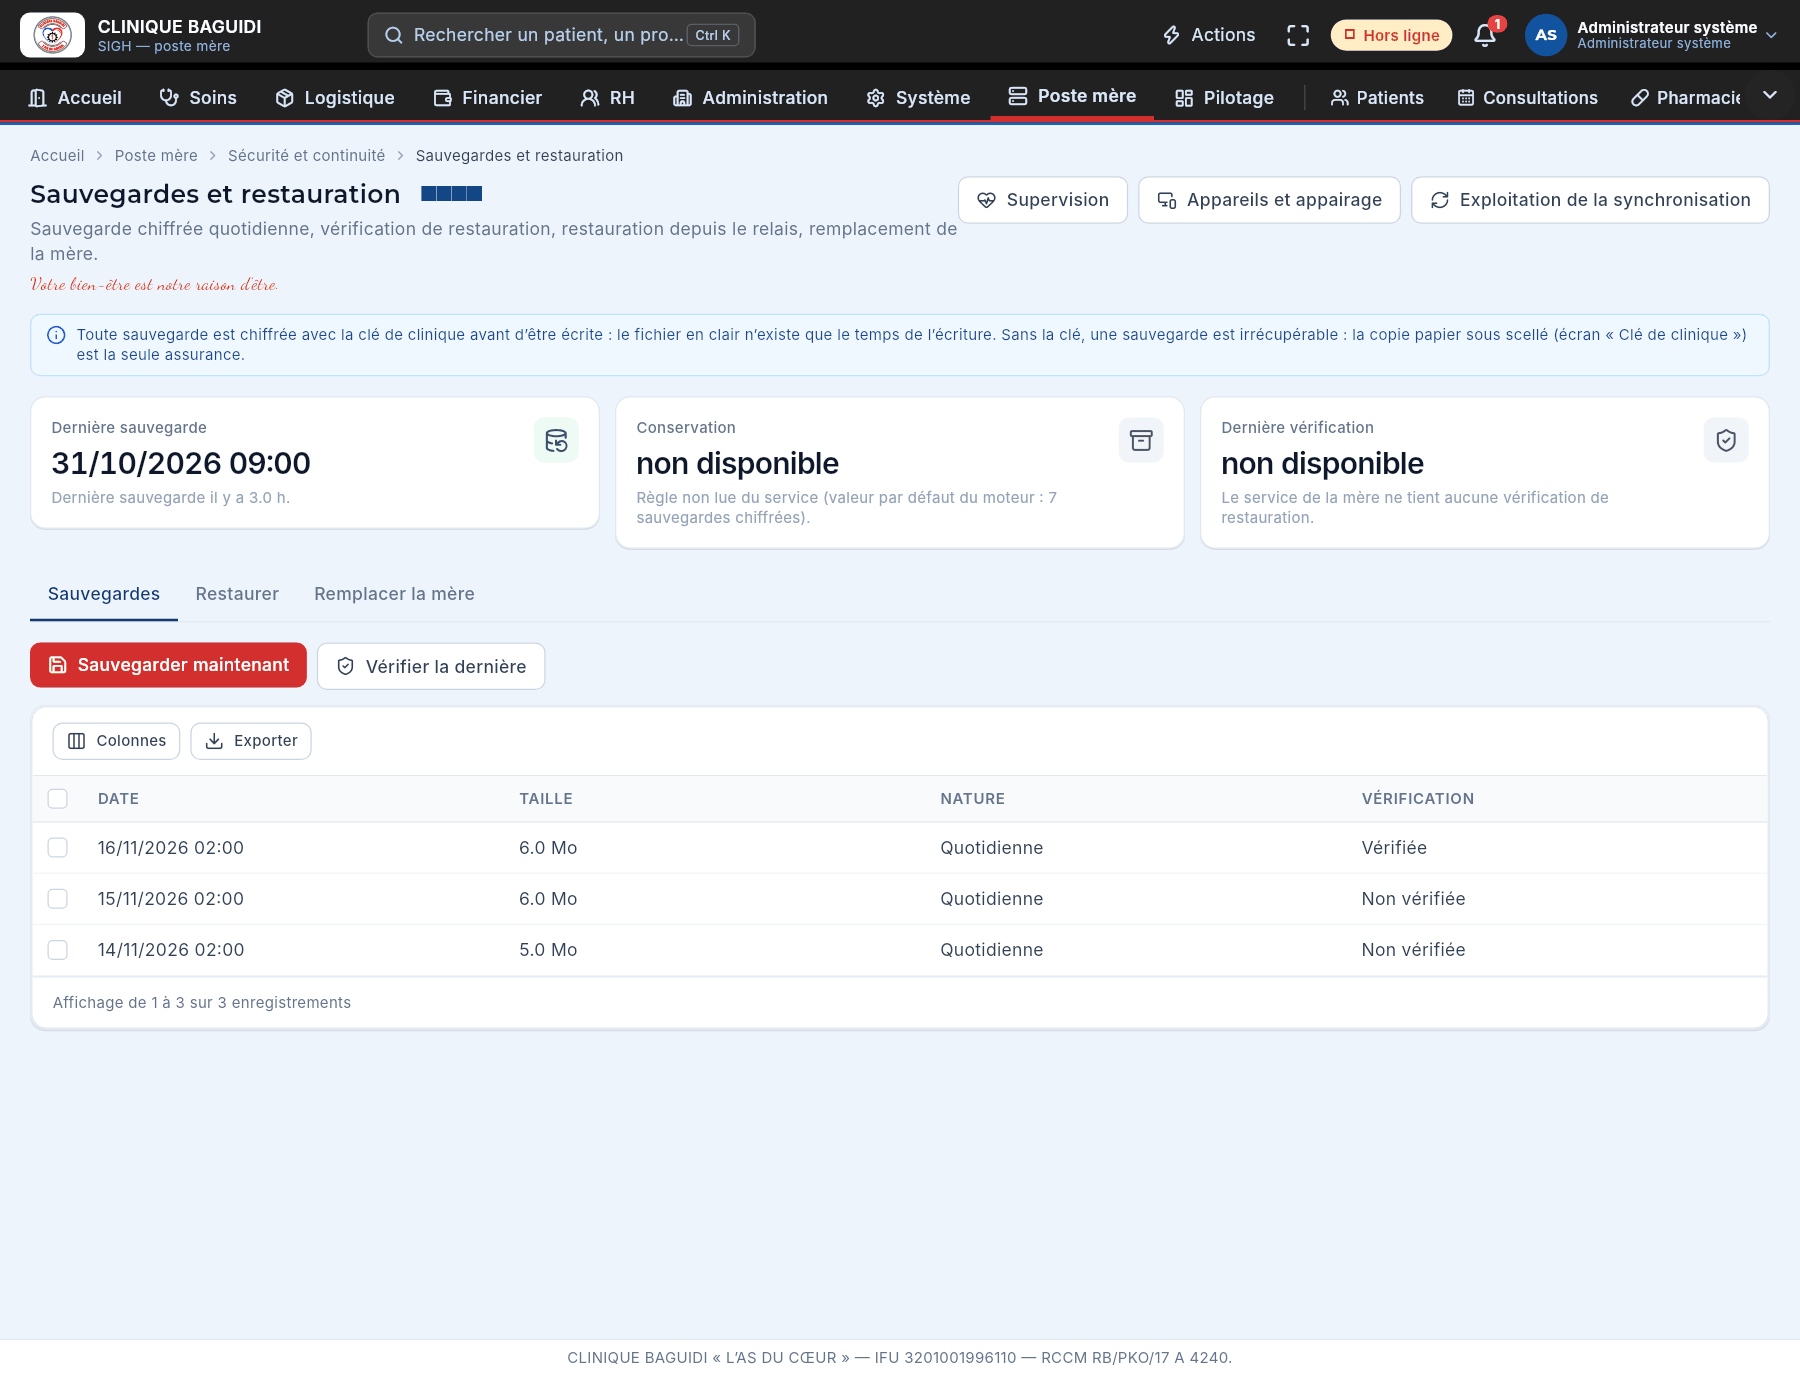 CLINIQUE BAGUIDI
SIGH — poste mère
Rechercher un patient, un pro... Ctrl K
Actions
Hors ligne
1
AS
Administrateur système
Administrateur système
Accueil Soins Logistique Financier RH Administration Système Poste mère Pilotage Patients Consultations Pharmacie
Accueil > Poste mère > Sécurité et continuité > Sauvegardes et restauration
Sauvegardes et restauration
Supervision Appareils et appairage Exploitation de la synchronisation
Sauvegarde chiffrée quotidienne, vérification de restauration, restauration depuis le relais, remplacement de
la mère.
Votre bien-être est notre raison d'être.
Toute sauvegarde est chiffrée avec la clé de clinique avant d’être écrite : le fichier en clair n’existe que le temps de l’écriture. Sans la clé, une sauvegarde est irrécupérable : la copie papier sous scellé (écran « Clé de clinique »)
est la seule assurance.
Dernière sauvegarde
31/10/2026 09:00
Dernière sauvegarde il y a 3.0 h.
Conservation
non disponible
Règle non lue du service (valeur par défaut du moteur : 7
sauvegardes chiffrées).
Dernière vérification
non disponible
Le service de la mère ne tient aucune vérification de
restauration.
Sauvegardes Restaurer Remplacer la mère
Sauvegarder maintenant Vérifier la dernière
Colonnes Exporter
DATE TAILLE NATURE VÉRIFICATION
16/11/2026 02:00 6.0 Mo Quotidienne Vérifiée
15/11/2026 02:00 6.0 Mo Quotidienne Non vérifiée
14/11/2026 02:00 5.0 Mo Quotidienne Non vérifiée
Affichage de 1 à 3 sur 3 enregistrements
CLINIQUE BAGUIDI « L’AS DU CŒUR » — IFU 3201001996110 — RCCM RB/PKO/17 A 4240.